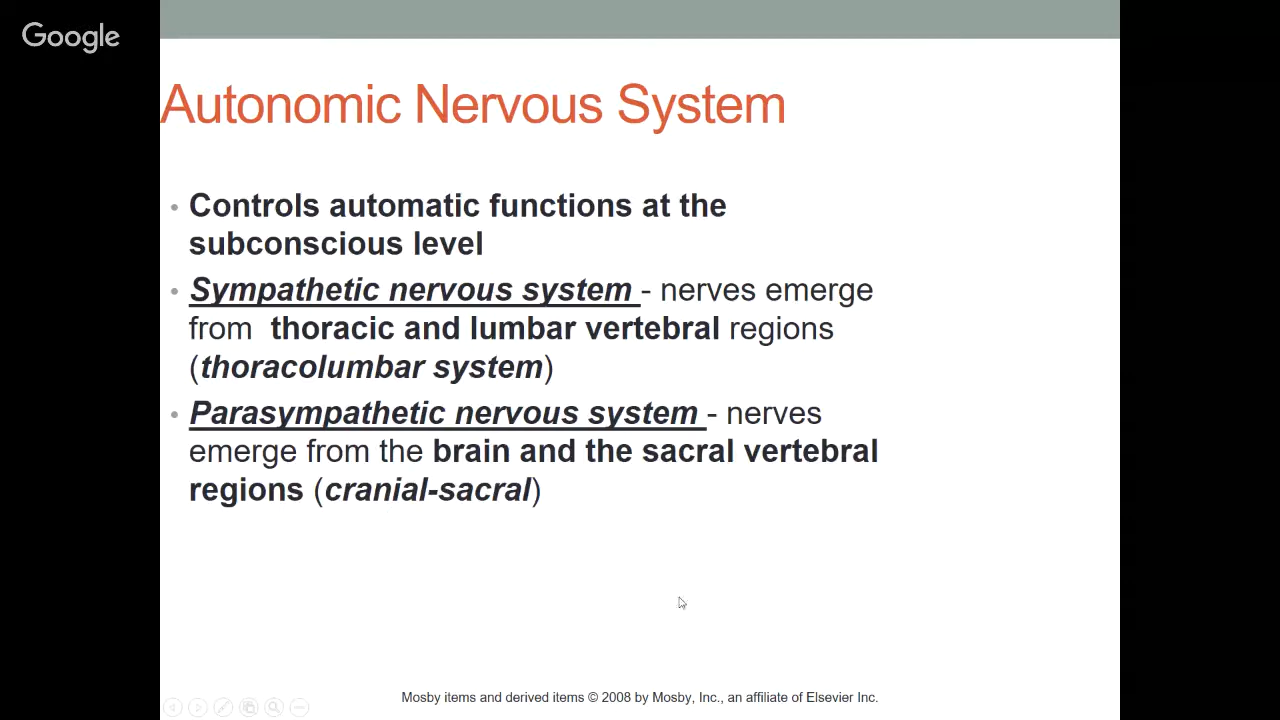 Google
Autonomic Nervous System
• Controls automatic functions at the
subconscious level
• Sympathetic nervous system - nerves emerge
from thoracic and lumbar vertebral regions
(thoracolumbar system)
• Parasympathetic nervous system - nerves
emerge from the brain and the sacral vertebral
regions (cranial-sacral)
Mosby items and derived items © 2008 by Mosby, Inc., an affiliate of Elsevier Inc.